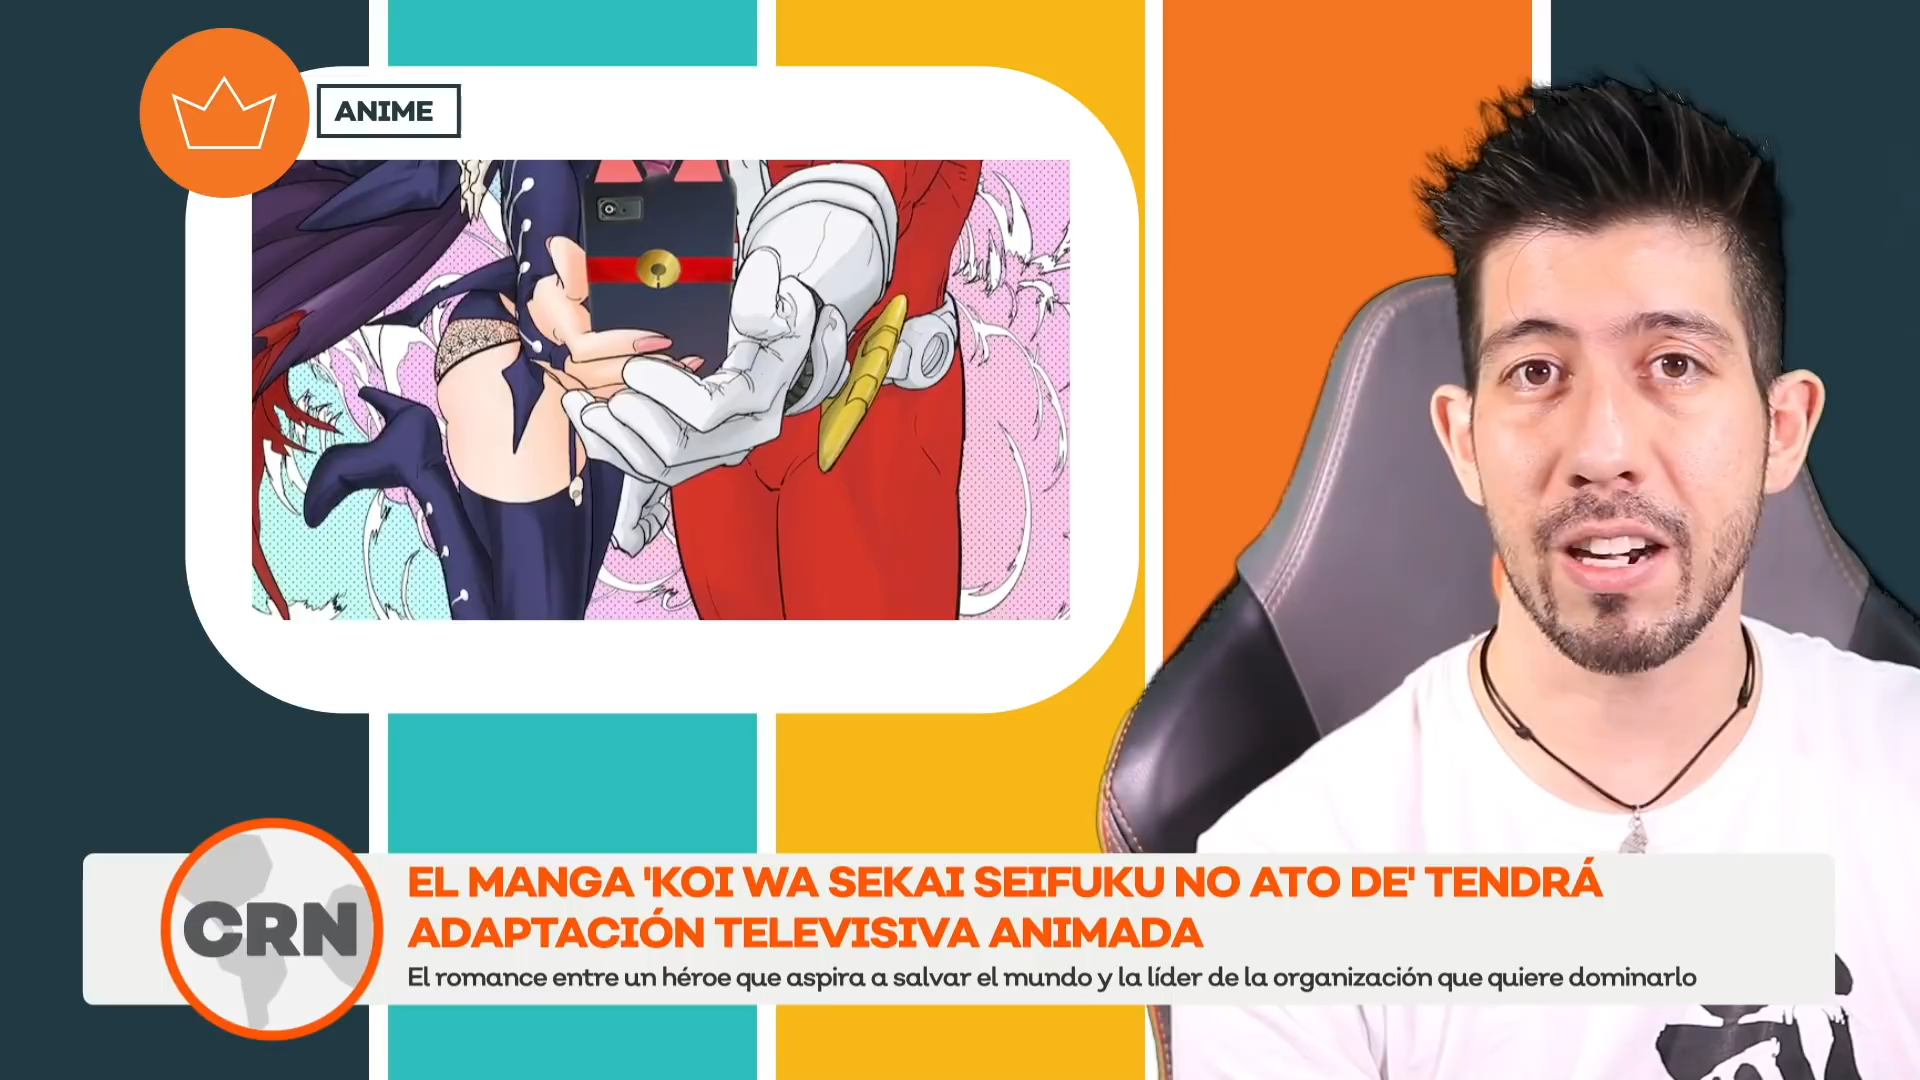 ANIME
CRN
EL MANGA 'KOI WA SEKAI SEIFUKU NO ATO DE' TENDRÁ
ADAPTACIÓN TELEVISIVA ANIMADA
El romance entre un héroe que aspira a salvar el mundo y la líder de la organización que quiere dominarlo